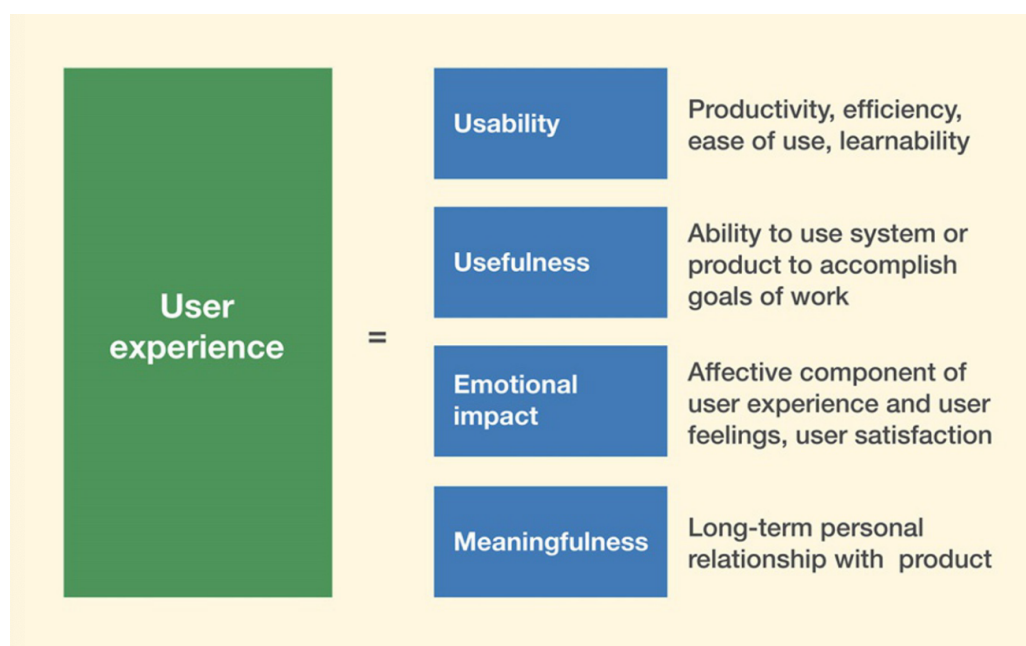 User
experience
=
Usability
Productivity, efficiency,
ease of use, learnability
Usefulness
Ability to use system or
product to accomplish
goals of work
Emotional
impact
Affective component of
user experience and user
feelings, user satisfaction
Meaningfulness
Long-term personal
relationship with product